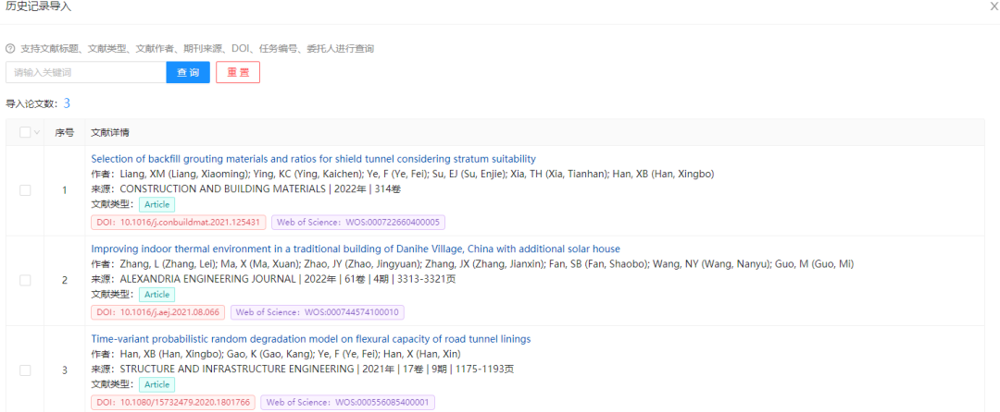 历史记录导入
支持文献标题、文献类型、文献作者、期刊来源、DOI、任务编号、委托人进行查询
请输入关键词 查 询 重 置
导入论文数：3
序号 文献详情
Selection of backfill grouting materials and ratios for shield tunnel considering stratum suitability
作者：Liang, XM (Liang, Xiaoming); Ying, KC (Ying, Kaichen); Ye, F (Ye, Fei); Su, EJ (Su, Enjie); Xia, TH (Xia, Tianhan); Han, XB (Han, Xingbo)
1 来源：CONSTRUCTION AND BUILDING MATERIALS | 2022年 | 314卷
文献类型：Article
DOI：10.1016/j.conbuildmat.2021.125431 Web of Science：WOS:000722660400005
Improving indoor thermal environment in a traditional building of Danihe Village, China with additional solar house
作者：Zhang, L (Zhang, Lei); Ma, X (Ma, Xuan); Zhao, JY (Zhao, Jingyuan); Zhang, JX (Zhang, Jianxin); Fan, SB (Fan, Shaobo); Wang, NY (Wang, Nanyu); Guo, M (Guo, Mi)
2 来源：ALEXANDRIA ENGINEERING JOURNAL | 2022年 | 61卷 | 4期 | 3313-3321页
文献类型：Article
DOI：10.1016/j.aej.2021.08.066 Web of Science：WOS:000744574100010
Time-variant probabilistic random degradation model on flexural capacity of road tunnel linings
作者：Han, XB (Han, Xingbo); Gao, K (Gao, Kang); Ye, F (Ye, Fei); Han, X (Han, Xin)
3 来源：STRUCTURE AND INFRASTRUCTURE ENGINEERING | 2021年 | 17卷 | 9期 | 1175-1193页
文献类型：Article
DOI：10.1080/15732479.2020.1801766 Web of Science：WOS:000556085400001